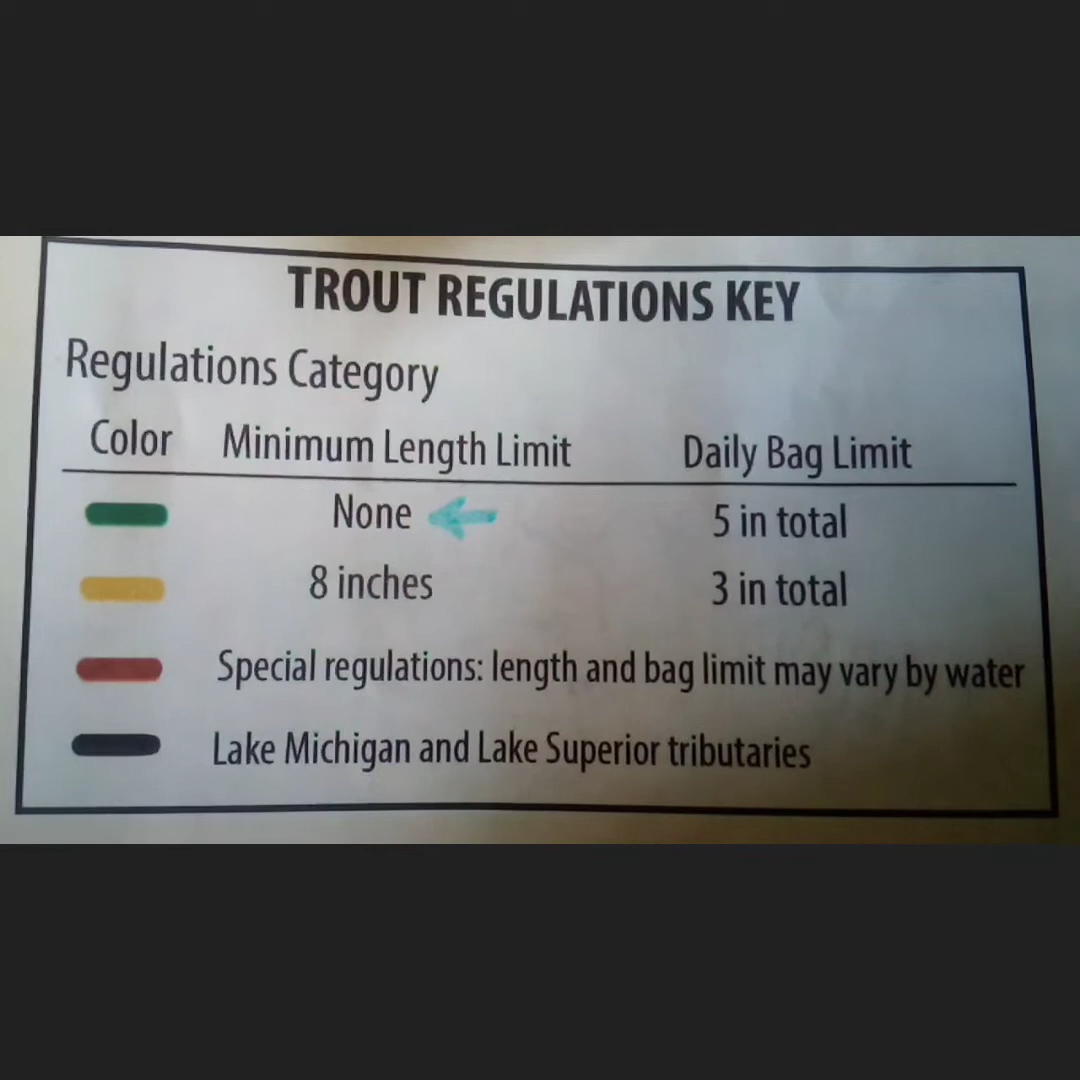 TROUT REGULATIONS KEY
Regulations Category
Color Minimum Length Limit Daily Bag Limit
None 5 in total
8 inches 3 in total
Special regulations: length and bag limit may vary by water
Lake Michigan and Lake Superior tributaries